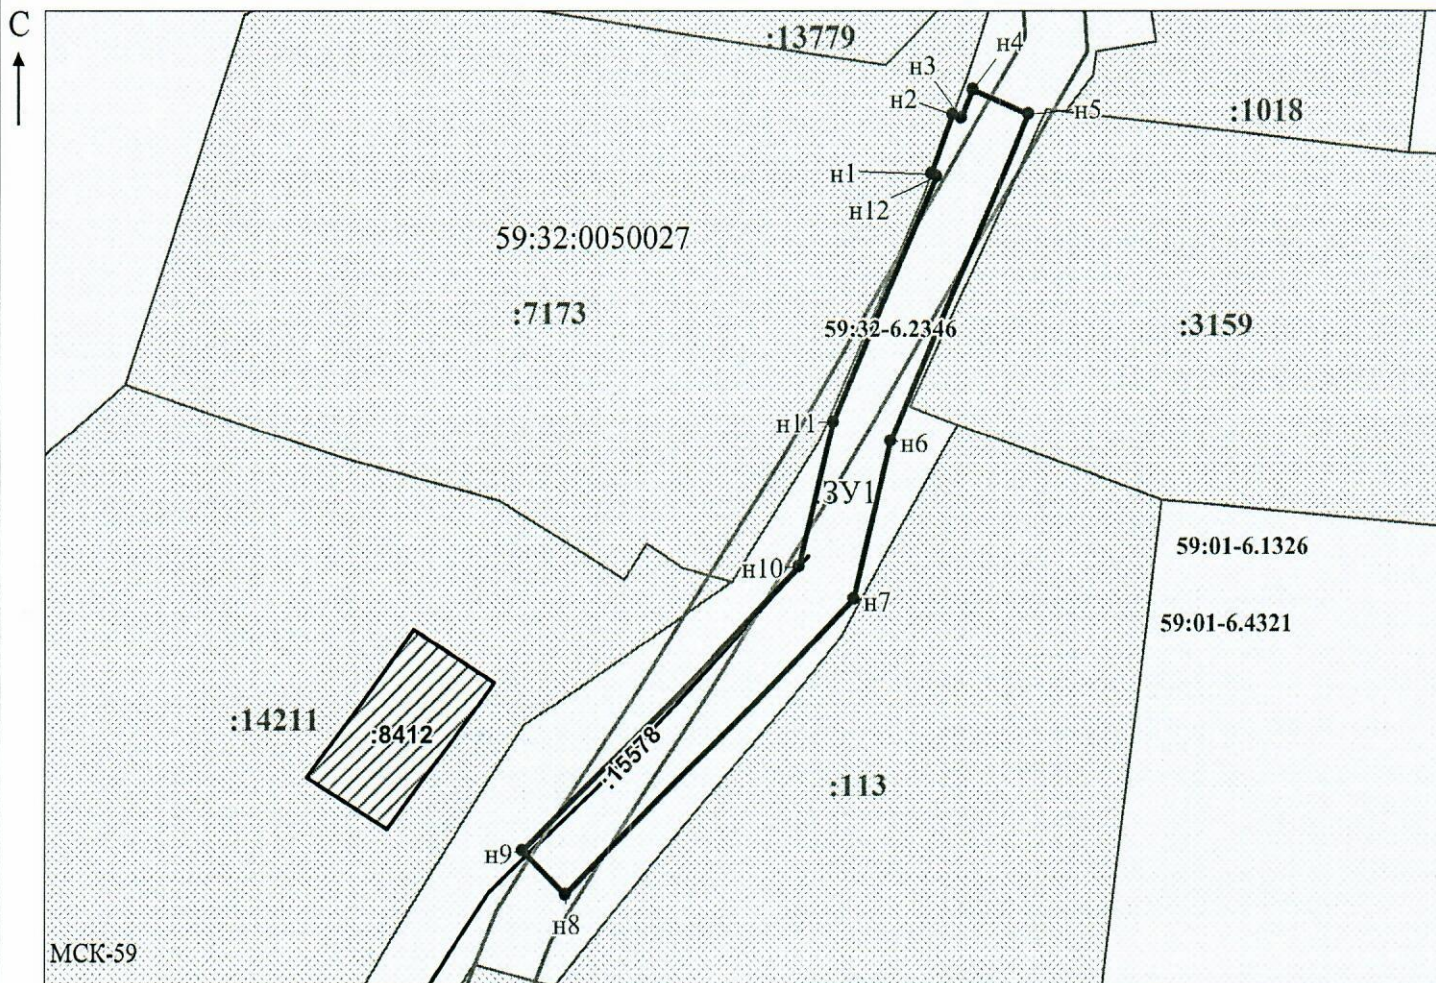 С
:13779
н4
н3
н2
н5
:1018
н1
н12
59:32:0050027
:7173
59:32-6.2346
:3159
н11
н6
:ЗУ1
59:01-6.1326
н10
н7
59:01-6.4321
:14211
:8412
:15578
:113
н9
н8
МСК-59